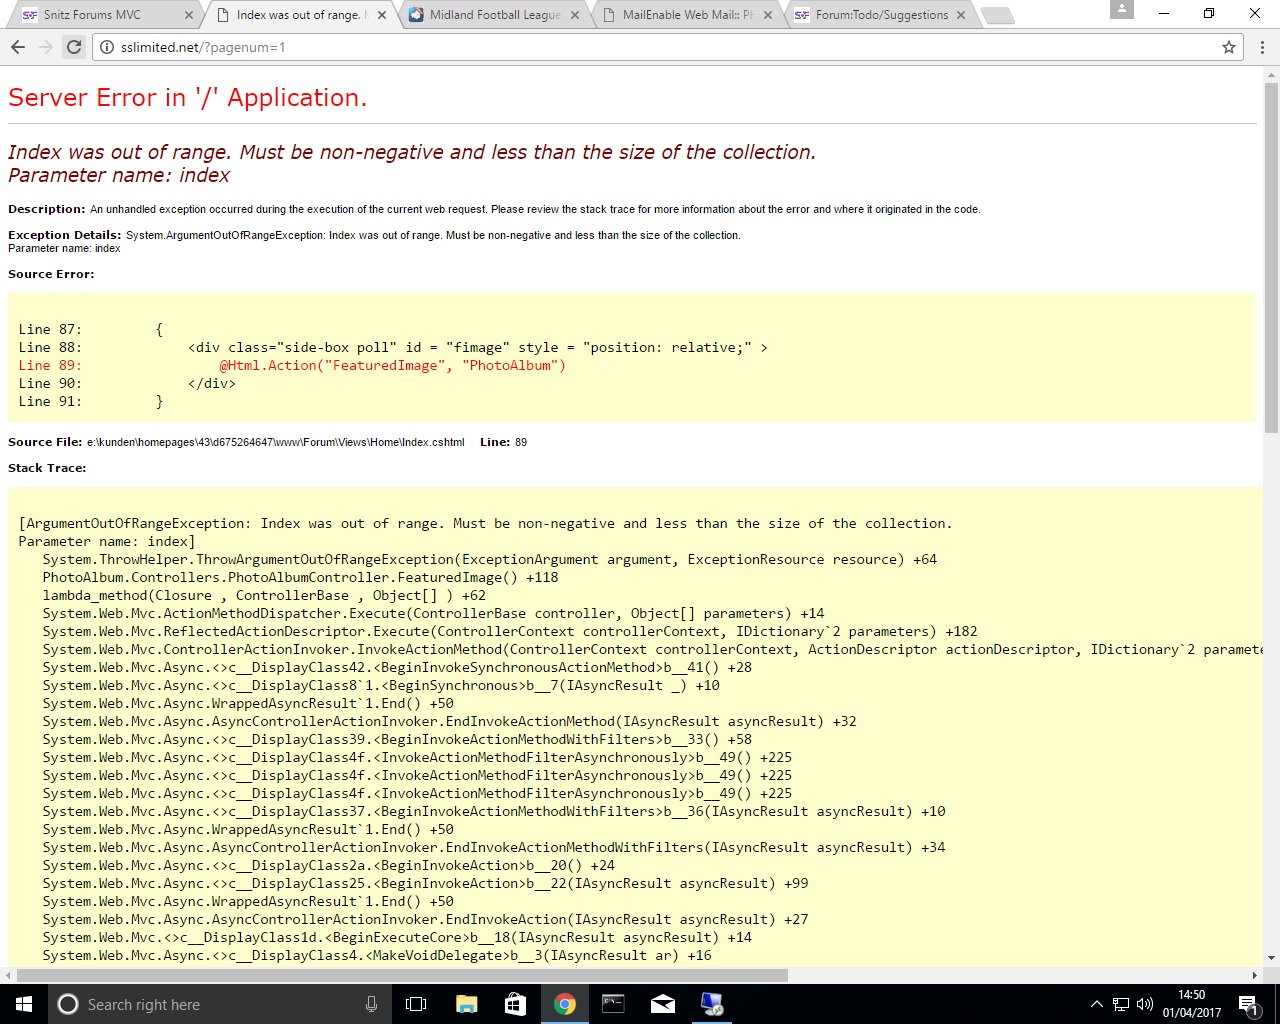 Snitz Forums MVC
Index was out of range.
Midland Football League
MailEnable Web Mail:: P
Forum:Todo/Suggestions
sslimited.net/?pagenum=1
Server Error in '/' Application.
Index was out of range. Must be non-negative and less than the size of the collection.
Parameter name: index
Description: An unhandled exception occurred during the execution of the current web request. Please review the stack trace for more information about the error and where it originated in the code.
Exception Details: System.ArgumentOutOfRangeException: Index was out of range. Must be non-negative and less than the size of the collection.
Parameter name: index
Source Error:
Line 87:         {
Line 88:             <div class="side-box poll" id = "fimage" style = "position: relative;" >
Line 89:                 @Html.Action("FeaturedImage", "PhotoAlbum")
Line 90:             </div>
Line 91:         }
Source File: e:\kunden\homepages\43\d675264647\www\Forum\Views\Home\Index.cshtml    Line: 89
Stack Trace:
[ArgumentOutOfRangeException: Index was out of range. Must be non-negative and less than the size of the collection.
Parameter name: index]
System.ThrowHelper.ThrowArgumentOutOfRangeException(ExceptionArgument argument, ExceptionResource resource) +64
PhotoAlbum.Controllers.PhotoAlbumController.FeaturedImage() +118
lambda_method(Closure , ControllerBase , Object[] ) +62
System.Web.Mvc.ActionMethodDispatcher.Execute(ControllerBase controller, Object[] parameters) +14
System.Web.Mvc.ReflectedActionDescriptor.Execute(ControllerContext controllerContext, IDictionary`2 parameters) +182
System.Web.Mvc.ControllerActionInvoker.InvokeActionMethod(ControllerContext controllerContext, ActionDescriptor actionDescriptor, IDictionary`2 paramete
System.Web.Mvc.Async.<>c__DisplayClass42.<BeginInvokeSynchronousActionMethod>b__41() +28
System.Web.Mvc.Async.<>c__DisplayClass8`1.<BeginSynchronous>b__7(IAsyncResult _) +10
System.Web.Mvc.Async.WrappedAsyncResult`1.End() +50
System.Web.Mvc.Async.AsyncControllerActionInvoker.EndInvokeActionMethod(IAsyncResult asyncResult) +32
System.Web.Mvc.Async.<>c__DisplayClass39.<BeginInvokeActionMethodWithFilters>b__33() +58
System.Web.Mvc.Async.<>c__DisplayClass4f.<InvokeActionMethodFilterAsynchronously>b__49() +225
System.Web.Mvc.Async.<>c__DisplayClass4f.<InvokeActionMethodFilterAsynchronously>b__49() +225
System.Web.Mvc.Async.<>c__DisplayClass4f.<InvokeActionMethodFilterAsynchronously>b__49() +225
System.Web.Mvc.Async.<>c__DisplayClass37.<BeginInvokeActionMethodWithFilters>b__36(IAsyncResult asyncResult) +10
System.Web.Mvc.Async.WrappedAsyncResult`1.End() +50
System.Web.Mvc.Async.AsyncControllerActionInvoker.EndInvokeActionMethodWithFilters(IAsyncResult asyncResult) +34
System.Web.Mvc.Async.<>c__DisplayClass2a.<BeginInvokeAction>b__20() +24
System.Web.Mvc.Async.<>c__DisplayClass25.<BeginInvokeAction>b__22(IAsyncResult asyncResult) +99
System.Web.Mvc.Async.WrappedAsyncResult`1.End() +50
System.Web.Mvc.Async.AsyncControllerActionInvoker.EndInvokeAction(IAsyncResult asyncResult) +27
System.Web.Mvc.<>c__DisplayClass1d.<BeginExecuteCore>b__18(IAsyncResult asyncResult) +14
System.Web.Mvc.Async.<>c__DisplayClass4.<MakeVoidDelegate>b__3(IAsyncResult ar) +16
Search right here
14:50
01/04/2017
1